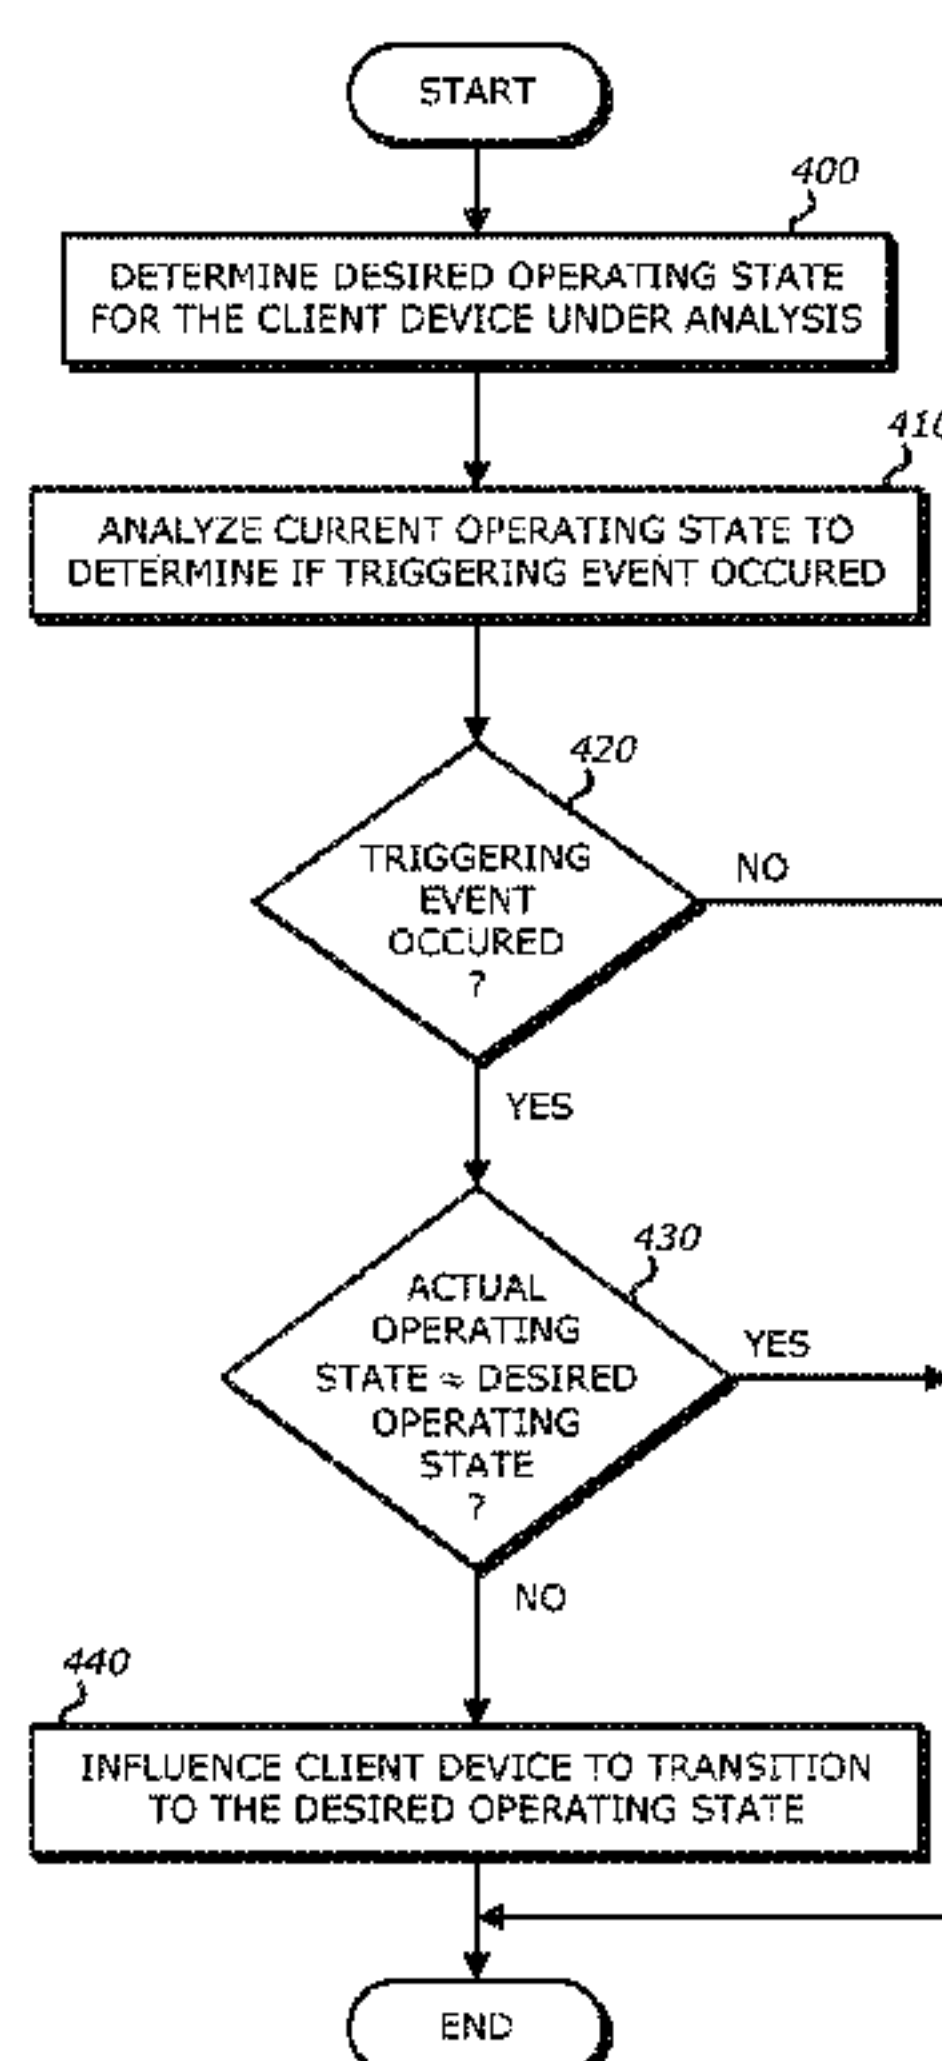 START
400
DETERMINE DESIRED OPERATING STATE
FOR THE CLIENT DEVICE UNDER ANALYSIS
410
ANALYZE CURRENT OPERATING STATE TO
DETERMINE IF TRIGGERING EVENT OCCURED
420
TRIGGERING
EVENT
OCCURED
?
NO
YES
430
ACTUAL
OPERATING
STATE ≈ DESIRED
OPERATING
STATE
?
YES
NO
440
INFLUENCE CLIENT DEVICE TO TRANSITION
TO THE DESIRED OPERATING STATE
END